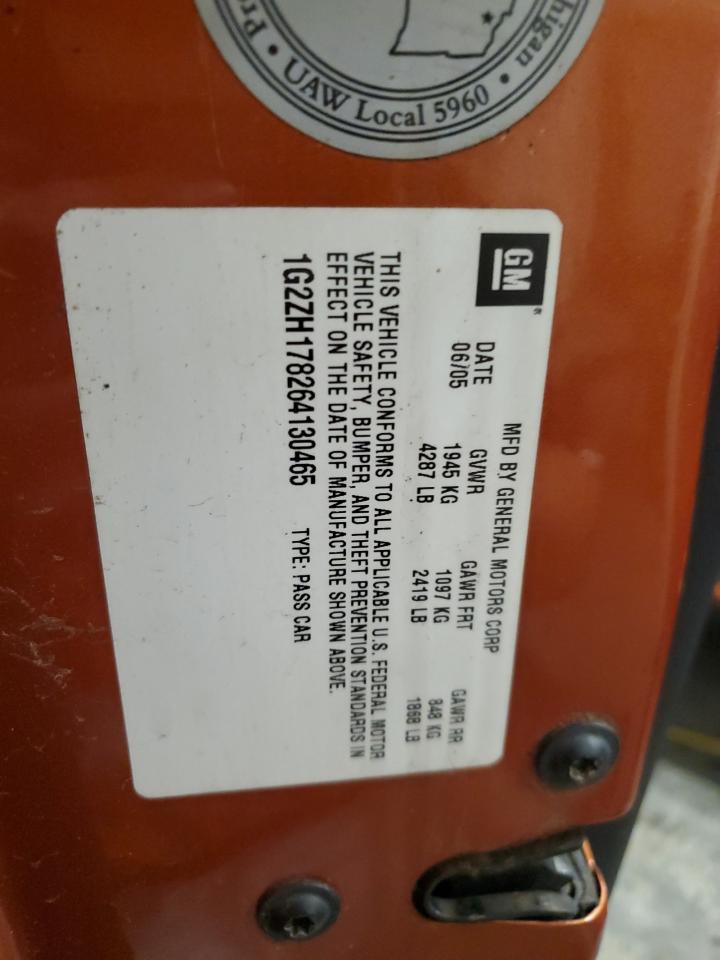 higan • UAW Local 5960 • Pro
GM
MFD BY GENERAL MOTORS CORP
DATE GVWR GAWR FRT GAWR RR
06/05 1945 KG 1097 KG 848 KG
4287 LB 2419 LB 1868 LB
THIS VEHICLE CONFORMS TO ALL APPLICABLE U.S. FEDERAL MOTOR
VEHICLE SAFETY, BUMPER, AND THEFT PREVENTION STANDARDS IN
EFFECT ON THE DATE OF MANUFACTURE SHOWN ABOVE.
1G2ZH178264130465 TYPE: PASS CAR